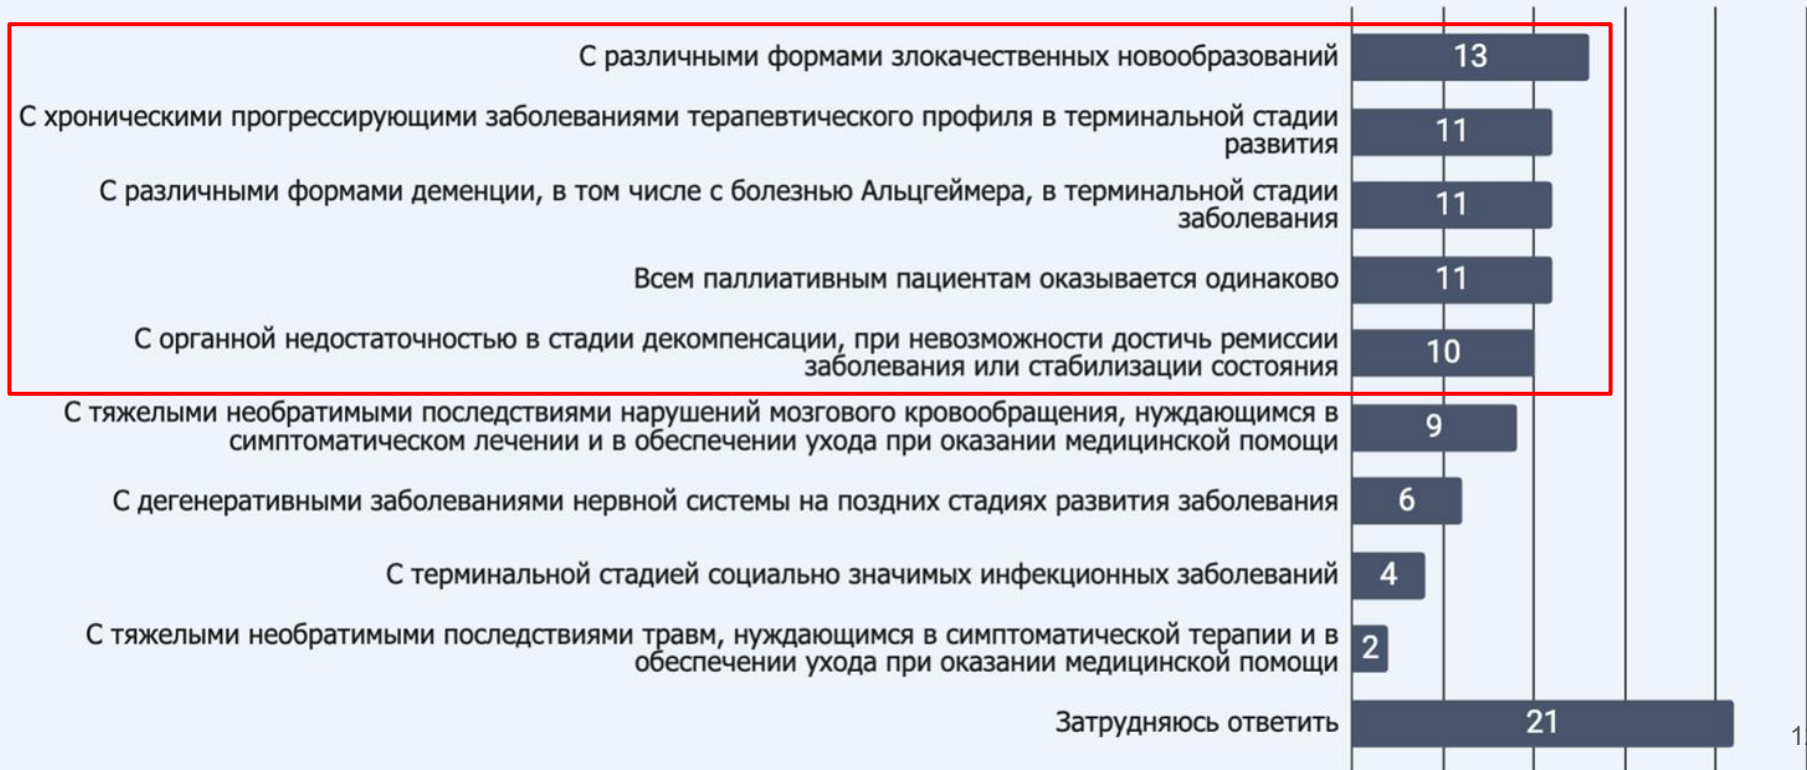 С различными формами злокачественных новообразований
13
С хроническими прогрессирующими заболеваниями терапевтического профиля в терминальной стадии
развития
11
С различными формами деменции, в том числе с болезнью Альцгеймера, в терминальной стадии
заболевания
11
Всем паллиативным пациентам оказывается одинаково
11
С органной недостаточностью в стадии декомпенсации, при невозможности достичь ремиссии
заболевания или стабилизации состояния
10
С тяжелыми необратимыми последствиями нарушений мозгового кровообращения, нуждающимся в
симптоматическом лечении и в обеспечении ухода при оказании медицинской помощи
9
С дегенеративными заболеваниями нервной системы на поздних стадиях развития заболевания
6
С терминальной стадией социально значимых инфекционных заболеваний
4
С тяжелыми необратимыми последствиями травм, нуждающимся в симптоматической терапии и в
обеспечении ухода при оказании медицинской помощи
2
Затрудняюсь ответить
21